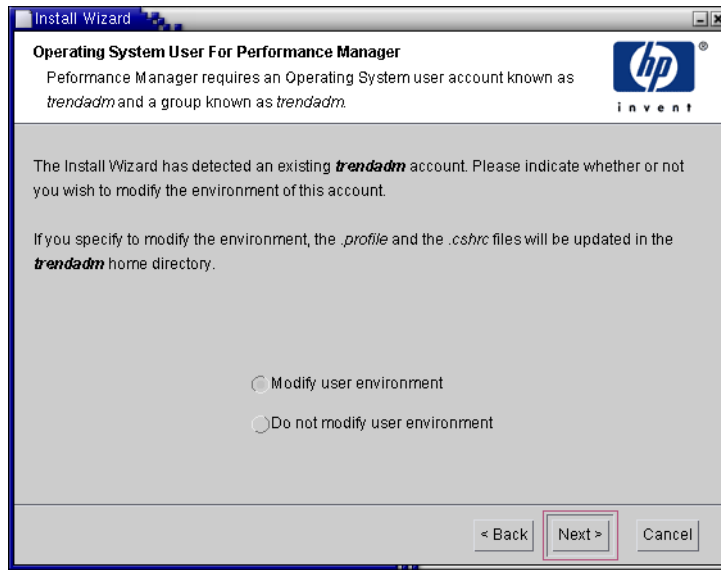 Install Wizard
Operating System User For Performance Manager
Peformance Manager requires an Operating System user account known as
trendadm and a group known as trendadm.
hp
®
invent
The Install Wizard has detected an existing trendadm account. Please indicate whether or not
you wish to modify the environment of this account.
If you specify to modify the environment, the .profile and the .cshrc files will be updated in the
trendadm home directory.
Modify user environment
Do not modify user environment
< Back
Next >
Cancel